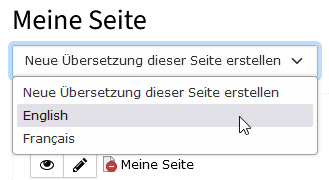 Meine Seite
Neue Übersetzung dieser Seite erstellen
Neue Übersetzung dieser Seite erstellen
English
Français
Meine Seite